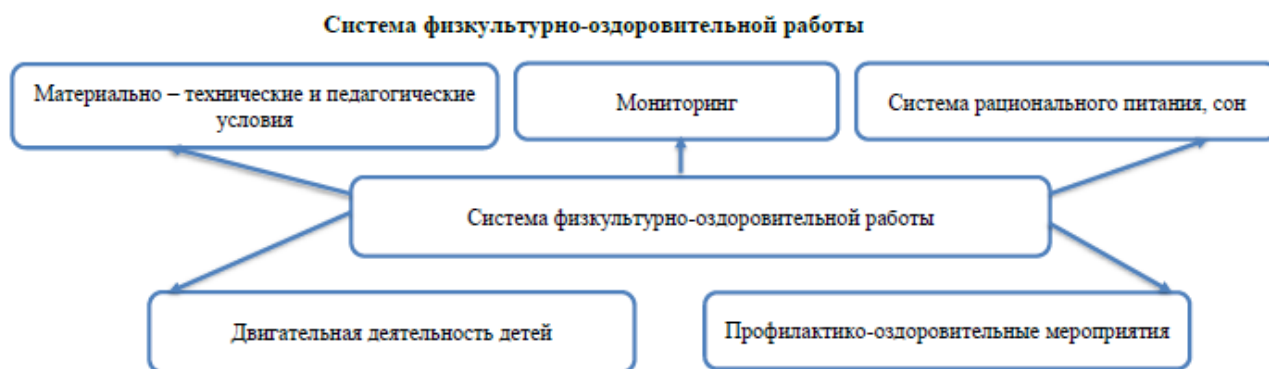 Система физкультурно-оздоровительной работы
Материально – технические и педагогические
условия
Мониторинг
Система рационального питания, сон
Система физкультурно-оздоровительной работы
Двигательная деятельность детей
Профилактико-оздоровительные мероприятия